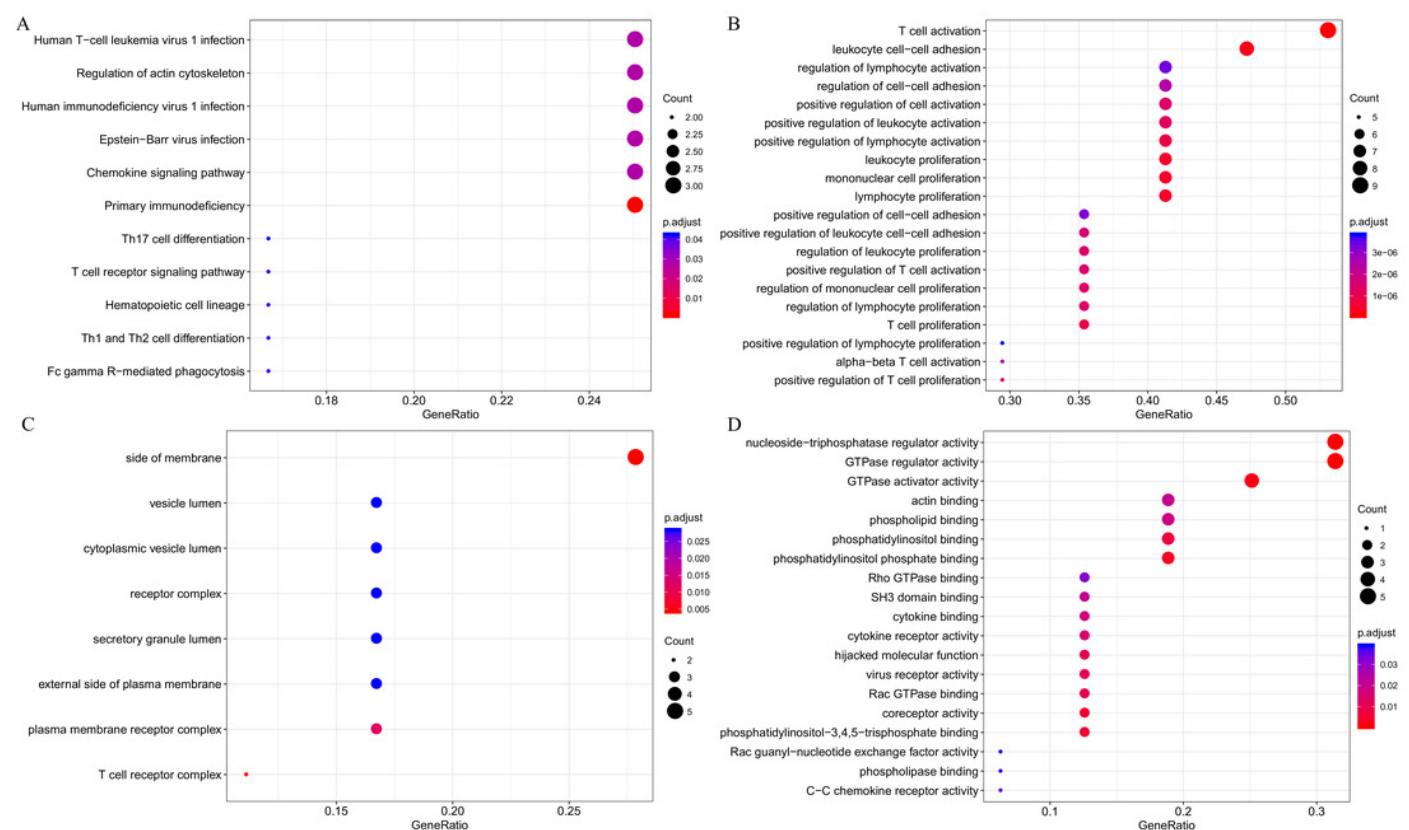 A
Human T−cell leukemia virus 1 infection
Regulation of actin cytoskeleton
Human immunodeficiency virus 1 infection
Epstein−Barr virus infection
Chemokine signaling pathway
Primary immunodeficiency
Th17 cell differentiation
T cell receptor signaling pathway
Hematopoietic cell lineage
Th1 and Th2 cell differentiation
Fc gamma R−mediated phagocytosis
0.18 0.20 0.22 0.24
GeneRatio
Count
2.00
2.25
2.50
2.75
3.00
p.adjust
0.04
0.03
0.02
0.01
B
T cell activation
leukocyte cell−cell adhesion
regulation of lymphocyte activation
regulation of cell−cell adhesion
positive regulation of cell activation
positive regulation of leukocyte activation
positive regulation of lymphocyte activation
leukocyte proliferation
mononuclear cell proliferation
lymphocyte proliferation
positive regulation of cell−cell adhesion
positive regulation of leukocyte cell−cell adhesion
regulation of leukocyte proliferation
positive regulation of T cell activation
regulation of mononuclear cell proliferation
regulation of lymphocyte proliferation
T cell proliferation
positive regulation of lymphocyte proliferation
alpha−beta T cell activation
positive regulation of T cell proliferation
0.30 0.35 0.40 0.45 0.50
GeneRatio
Count
5
6
7
8
9
p.adjust
3e−06
2e−06
1e−06
C
side of membrane
vesicle lumen
cytoplasmic vesicle lumen
receptor complex
secretory granule lumen
external side of plasma membrane
plasma membrane receptor complex
T cell receptor complex
0.15 0.20 0.25
GeneRatio
p.adjust
0.025
0.020
0.015
0.010
0.005
Count
2
3
4
5
D
nucleoside−triphosphatase regulator activity
GTPase regulator activity
GTPase activator activity
actin binding
phospholipid binding
phosphatidylinositol binding
phosphatidylinositol phosphate binding
Rho GTPase binding
SH3 domain binding
cytokine binding
cytokine receptor activity
hijacked molecular function
virus receptor activity
Rac GTPase binding
coreceptor activity
phosphatidylinositol−3,4,5−trisphosphate binding
Rac guanyl−nucleotide exchange factor activity
phospholipase binding
C−C chemokine receptor activity
0.1 0.2 0.3
GeneRatio
Count
1
2
3
4
5
p.adjust
0.03
0.02
0.01